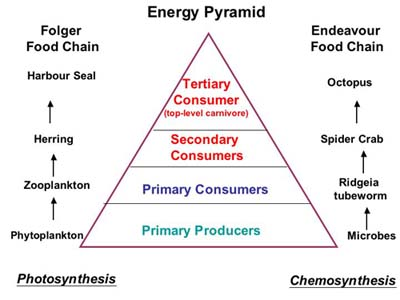 Energy Pyramid
Folger
Food Chain
Harbour Seal
Herring
Zooplankton
Phytoplankton
Photosynthesis
Tertiary
Consumer
(top-level carnivore)
Secondary
Consumers
Primary Consumers
Primary Producers
Endeavour
Food Chain
Octopus
Spider Crab
Ridgeia
tubeworm
Microbes
Chemosynthesis